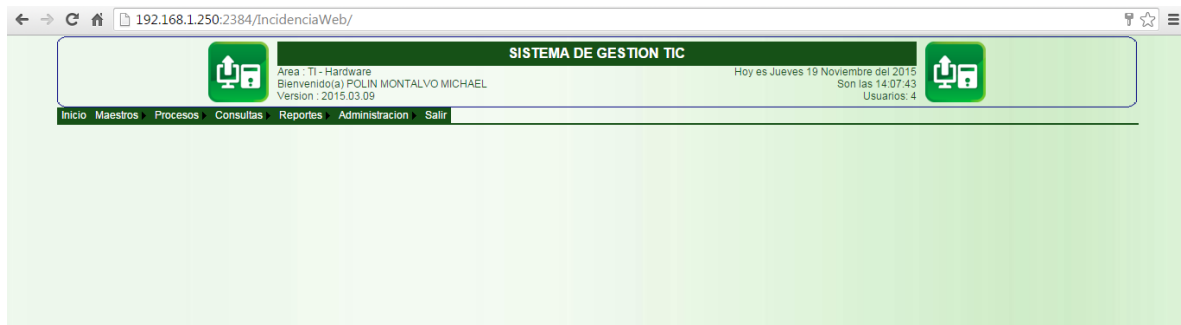 192.168.1.250:2384/IncidenciaWeb/
SISTEMA DE GESTION TIC
Area : TI - Hardware
Bienvenido(a) POLIN MONTALVO MICHAEL
Version : 2015.03.09
Hoy es Jueves 19 Noviembre del 2015
Son las 14:07:43
Usuarios: 4
Inicio Maestros Procesos Consultas Reportes Administracion Salir